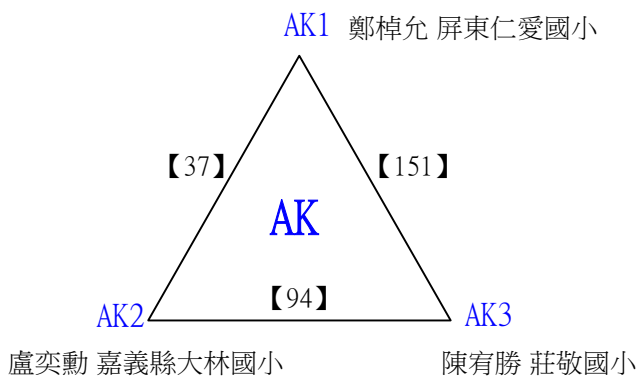 AK1 鄭棹允 屏東仁愛國小
【37】 【151】
AK
【94】
AK2 AK3
盧奕勳 嘉義縣大林國小 陳宥勝 莊敬國小